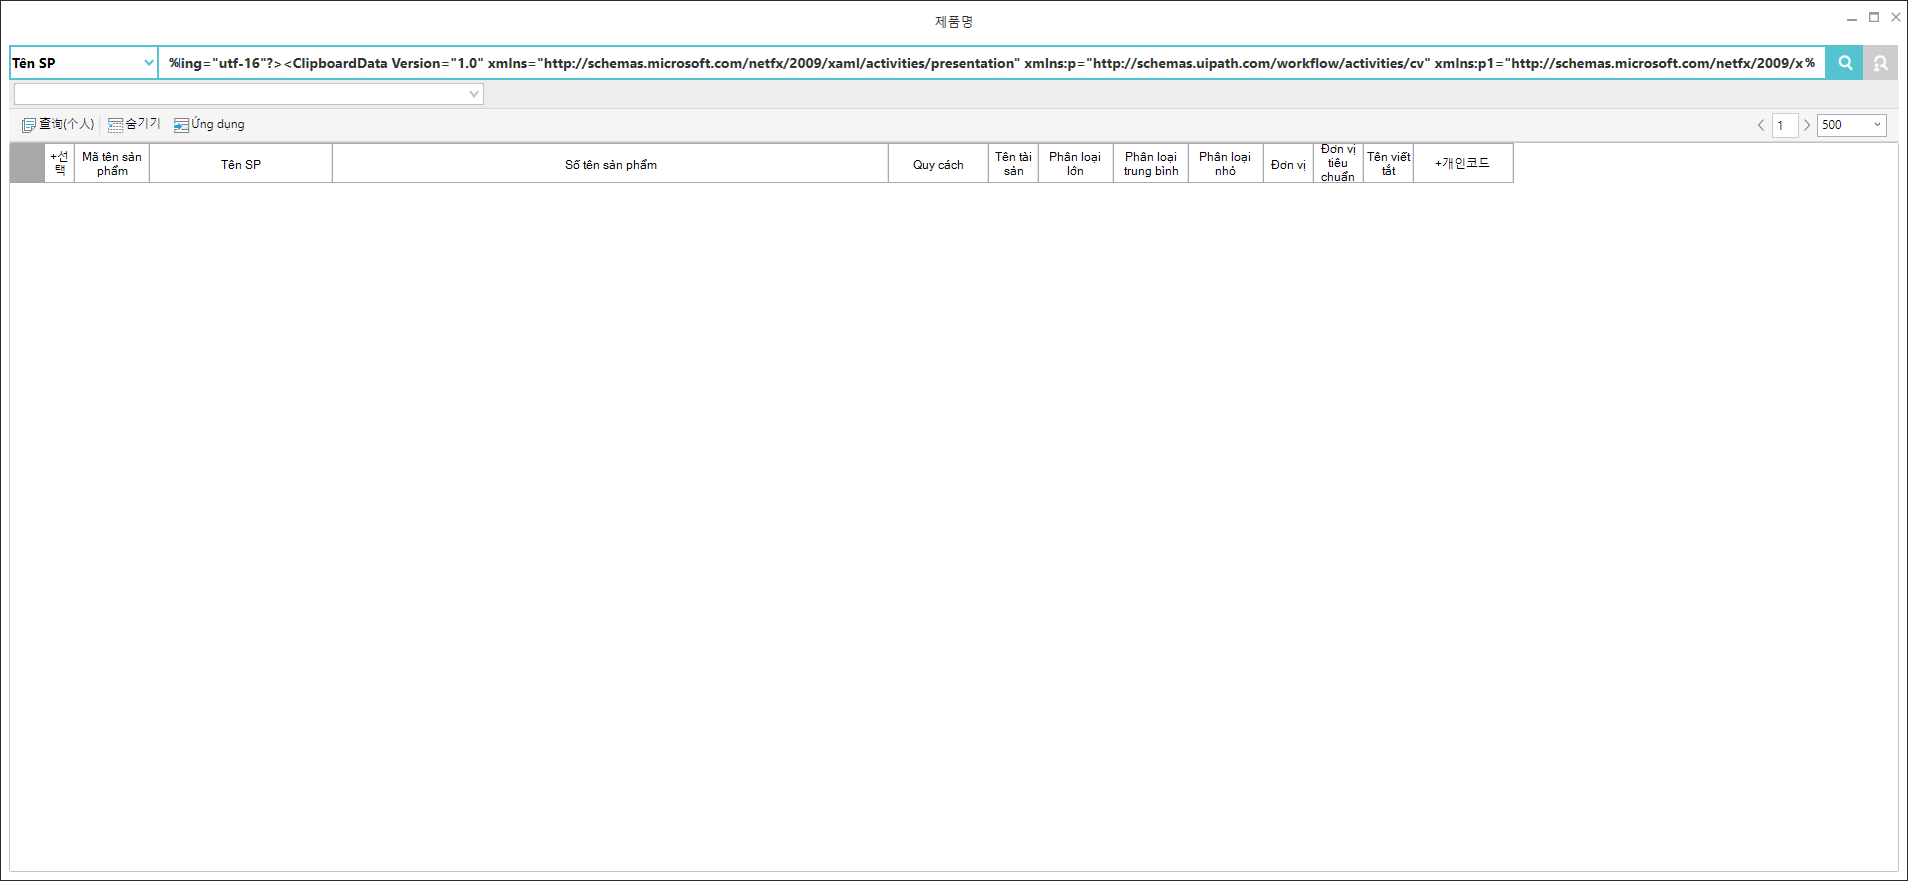 제품명
Tên SP
%ing="utf-16"?><ClipboardData Version="1.0" xmlns="http://schemas.microsoft.com/netfx/2009/xaml/activities/presentation" xmlns:p="http://schemas.uipath.com/workflow/activities/cv" xmlns:p1="http://schemas.microsoft.com/netfx/2009/x%
查询(个人) 숨기기 Ứng dụng 1 500
+선택 Mã tên sản phẩm Tên SP Số tên sản phẩm Quy cách Tên tài sản Phân loại lớn Phân loại trung bình Phân loại nhỏ Đơn vị Đơn vị tiêu chuẩn Tên viết tắt +개인코드